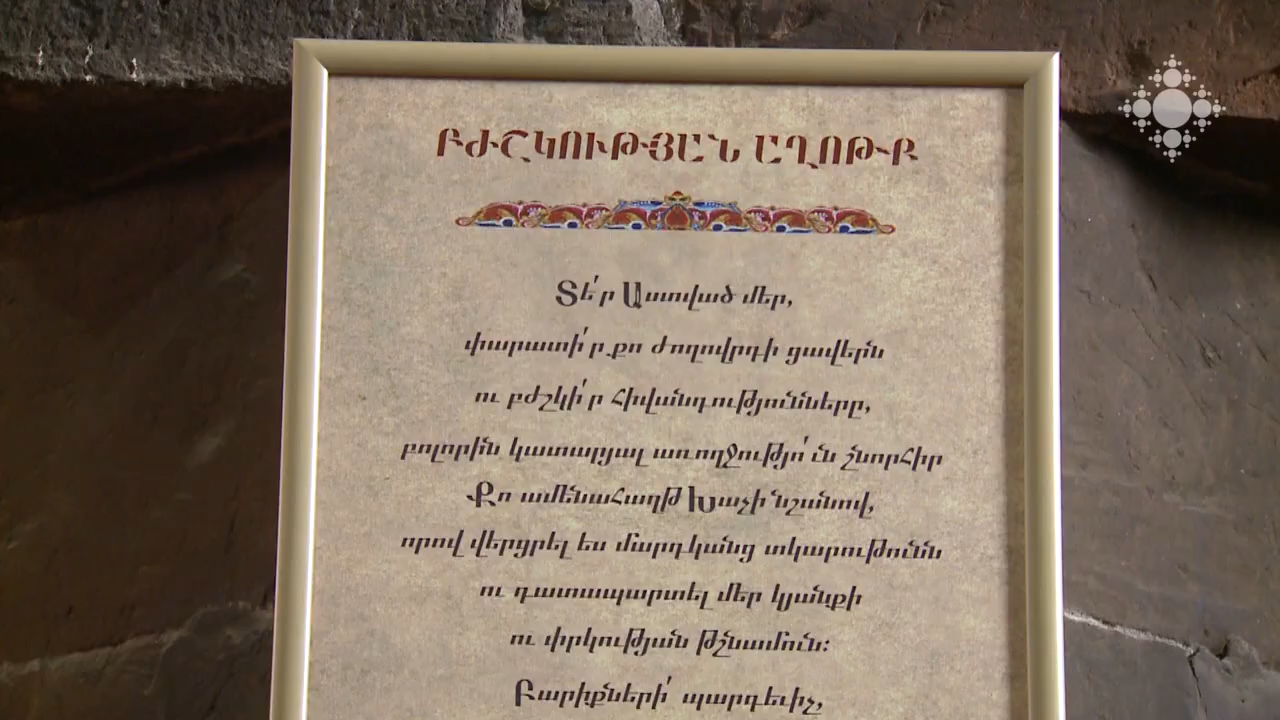 ԲԺՇԿՈՒԹՅԱՆ ԱՂՈԹՔ
Տե՛ր Աստված մեր,
փարատի՛ր քո ժողովրդի ցավերն
ու բժշկի՛ր հիվանդությունները,
բոլորին կատարյալ առողջությո՛ւն շնորհիր
Քո ամենահաղթ Խաչի նշանով,
որով վերցրել ես մարդկանց տկարութունն
ու դատապարտել մեր կյանքի
ու փրկության թշնամուն:
Բարիքների՛ պարգեւիչ,